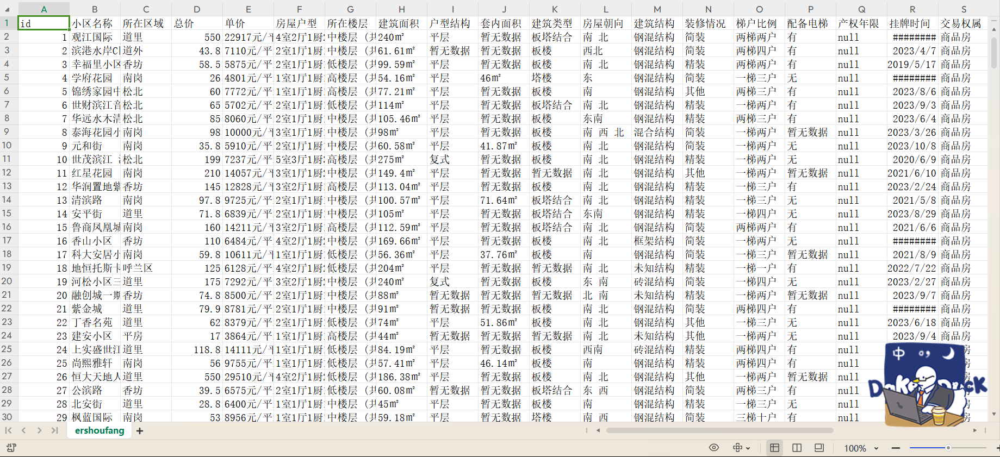 A B C D E F G H I J K L M N O P Q R S
1 id 小区名称 所在区域 总价 单价 房屋户型 所在楼层 建筑面积 户型结构 套内面积 建筑类型 房屋朝向 建筑结构 装修情况 梯户比例 配备电梯 产权年限 挂牌时间 交易权属
2 1 观江国际 道里 550 22917元/平 4室2厅1厨 中楼层 (共 240㎡ 平层 暂无数据 板塔结合 南 北 钢混结构 简装 两梯两户 有 null ######## 商品房
3 2 滨港水岸C 道外 43.8 7110元/平 2室1厅1厨 中楼层 (共 61.61㎡ 暂无数据 暂无数据 板楼 西北 钢混结构 简装 两梯四户 有 null 2023/4/7 商品房
4 3 幸福里小区 香坊 58.5 5875元/平 2室1厅1厨 低楼层 (共 99.59㎡ 平层 暂无数据 板楼 南 北 钢混结构 精装 两梯两户 有 null 2019/5/17 商品房
5 4 学府花园 南岗 26 4801元/平 1室1厅1厨 高楼层 (共 54.16㎡ 平层 46㎡ 塔楼 东 钢混结构 简装 一梯三户 无 null ######## 商品房
6 5 锦绣家园中 松北 60 7772元/平 1室1厅1厨 高楼层 (共 77.21㎡ 平层 暂无数据 板楼 南 钢混结构 其他 两梯三户 有 null 2023/8/6 商品房
7 6 世财滨江音 松北 65 5702元/平 2室1厅1厨 低楼层 (共 114㎡ 平层 暂无数据 板塔结合 南 北 钢混结构 精装 一梯两户 有 null 2023/9/3 商品房
8 7 华远水木清 松北 85 8060元/平 2室1厅1厨 中楼层 (共 105.46㎡ 平层 暂无数据 板楼 东南 钢混结构 精装 两梯三户 有 null 2023/6/4 商品房
9 8 泰海花园小 南岗 98 10000元/平 3室1厅1厨 中楼层 (共 98㎡ 平层 暂无数据 板楼 南 西 北 混合结构 简装 一梯两户 暂无数据 null 2023/3/26 商品房
10 9 元和街 南岗 35.8 5910元/平 2室1厅1厨 中楼层 (共 60.58㎡ 平层 41.87㎡ 板楼 南 北 钢混结构 简装 一梯两户 无 null 2023/10/8 商品房
11 10 世茂滨江 松北 199 7237元/平 5室3厅1厨 高楼层 (共 275㎡ 复式 暂无数据 板楼 南 北 钢混结构 精装 一梯两户 无 null 2020/6/9 商品房
12 11 红星花园 南岗 210 14057元/平 3室2厅1厨 中楼层 (共 149.4㎡ 平层 暂无数据 暂无数据 南 北 钢混结构 其他 一梯两户 暂无数据 null 2021/6/10 商品房
13 12 华润置地紫 香坊 145 12828元/平 3室2厅1厨 高楼层 (共 113.04㎡ 平层 暂无数据 板楼 南 北 钢混结构 精装 一梯三户 有 null 2023/2/24 商品房
14 13 清滨路 南岗 97.8 9725元/平 2室1厅1厨 中楼层 (共 100.57㎡ 平层 71.64㎡ 板塔结合 南 北 钢混结构 精装 一梯三户 无 null 2021/5/8 商品房
15 14 安平街 道里 71.8 6839元/平 2室1厅1厨 中楼层 (共 105㎡ 平层 暂无数据 板塔结合 东南 钢混结构 精装 一梯四户 无 null 2023/8/29 商品房
16 15 鲁商凤凰城 南岗 160 14211元/平 3室2厅1厨 高楼层 (共 112.59㎡ 平层 暂无数据 板塔结合 南 北 钢混结构 简装 两梯两户 有 null 2021/6/6 商品房
17 16 香山小区 香坊 110 6484元/平 4室2厅1厨 中楼层 (共 169.66㎡ 平层 暂无数据 板楼 南 北 框架结构 简装 一梯两户 无 null ######## 商品房
18 17 科大安居小 南岗 59.8 10611元/平 1室1厅1厨 低楼层 (共 56.36㎡ 平层 37.76㎡ 板楼 南 钢混结构 简装 一梯三户 暂无数据 null 2021/8/9 商品房
19 18 地恒托斯卡 呼兰区 125 6128元/平 4室2厅1厨 低楼层 (共 204㎡ 平层 暂无数据 暂无数据 南 北 未知结构 精装 一梯一户 有 null 2022/7/22 商品房
20 19 河松小区三 道里 175 7292元/平 3室2厅1厨 中楼层 (共 240㎡ 复式 暂无数据 板楼 东 南 砖混结构 简装 一梯四户 无 null 2023/2/27 商品房
21 20 融创城一期 香坊 74.8 8500元/平 2室1厅1厨 中楼层 (共 88㎡ 暂无数据 暂无数据 暂无数据 北 南 未知结构 精装 一梯两户 暂无数据 null 2023/9/7 商品房
22 21 紫金城 道里 79.9 8781元/平 2室1厅1厨 中楼层 (共 91㎡ 暂无数据 暂无数据 板楼 南 北 钢混结构 简装 两梯四户 有 null ######## 商品房
23 22 丁香名苑 道里 62 8379元/平 2室1厅1厨 低楼层 (共 74㎡ 平层 51.86㎡ 板楼 南 北 钢混结构 其他 一梯三户 无 null 2023/6/18 商品房
24 23 建安小区 平房 17 3864元/平 1室1厅1厨 高楼层 (共 44㎡ 暂无数据 暂无数据 暂无数据 南 北 未知结构 其他 一梯两户 无 null 2023/9/4 商品房
25 24 上实盛世江 道里 118.8 14111元/平 1室1厅1厨 低楼层 (共 84.19㎡ 平层 暂无数据 板楼 西南 砖混结构 精装 两梯四户 有 null 房
26 25 尚熙雅轩 南岗 56 9755元/平 1室1厅1厨 低楼层 (共 57.41㎡ 平层 46.14㎡ 板楼 南 钢混结构 精装 两梯四户 有 null 房
27 26 恒大天地人 道里 550 29510元/平 4室2厅1厨 低楼层 (共 186.38㎡ 平层 暂无数据 板楼 南 北 钢混结构 其他 一梯两户 暂无数据 null 房
28 27 公滨路 香坊 39.5 6575元/平 2室1厅1厨 低楼层 (共 60.08㎡ 暂无数据 暂无数据 板塔结合 东 西 钢混结构 简装 两梯三户 有 null
29 28 北安街 道里 28.8 6400元/平 1室1厅1厨 低楼层 (共 45㎡ 平层 暂无数据 板楼 南 钢混结构 精装 一梯三户 无 null 房
30 29 枫蓝国际 南岗 53 8956元/平 1室1厅1厨 中楼层 (共 59.18㎡ 平层 暂无数据 塔楼 南 西 钢混结构 简装 三梯十户 有 null 房
中
ershoufang
100%